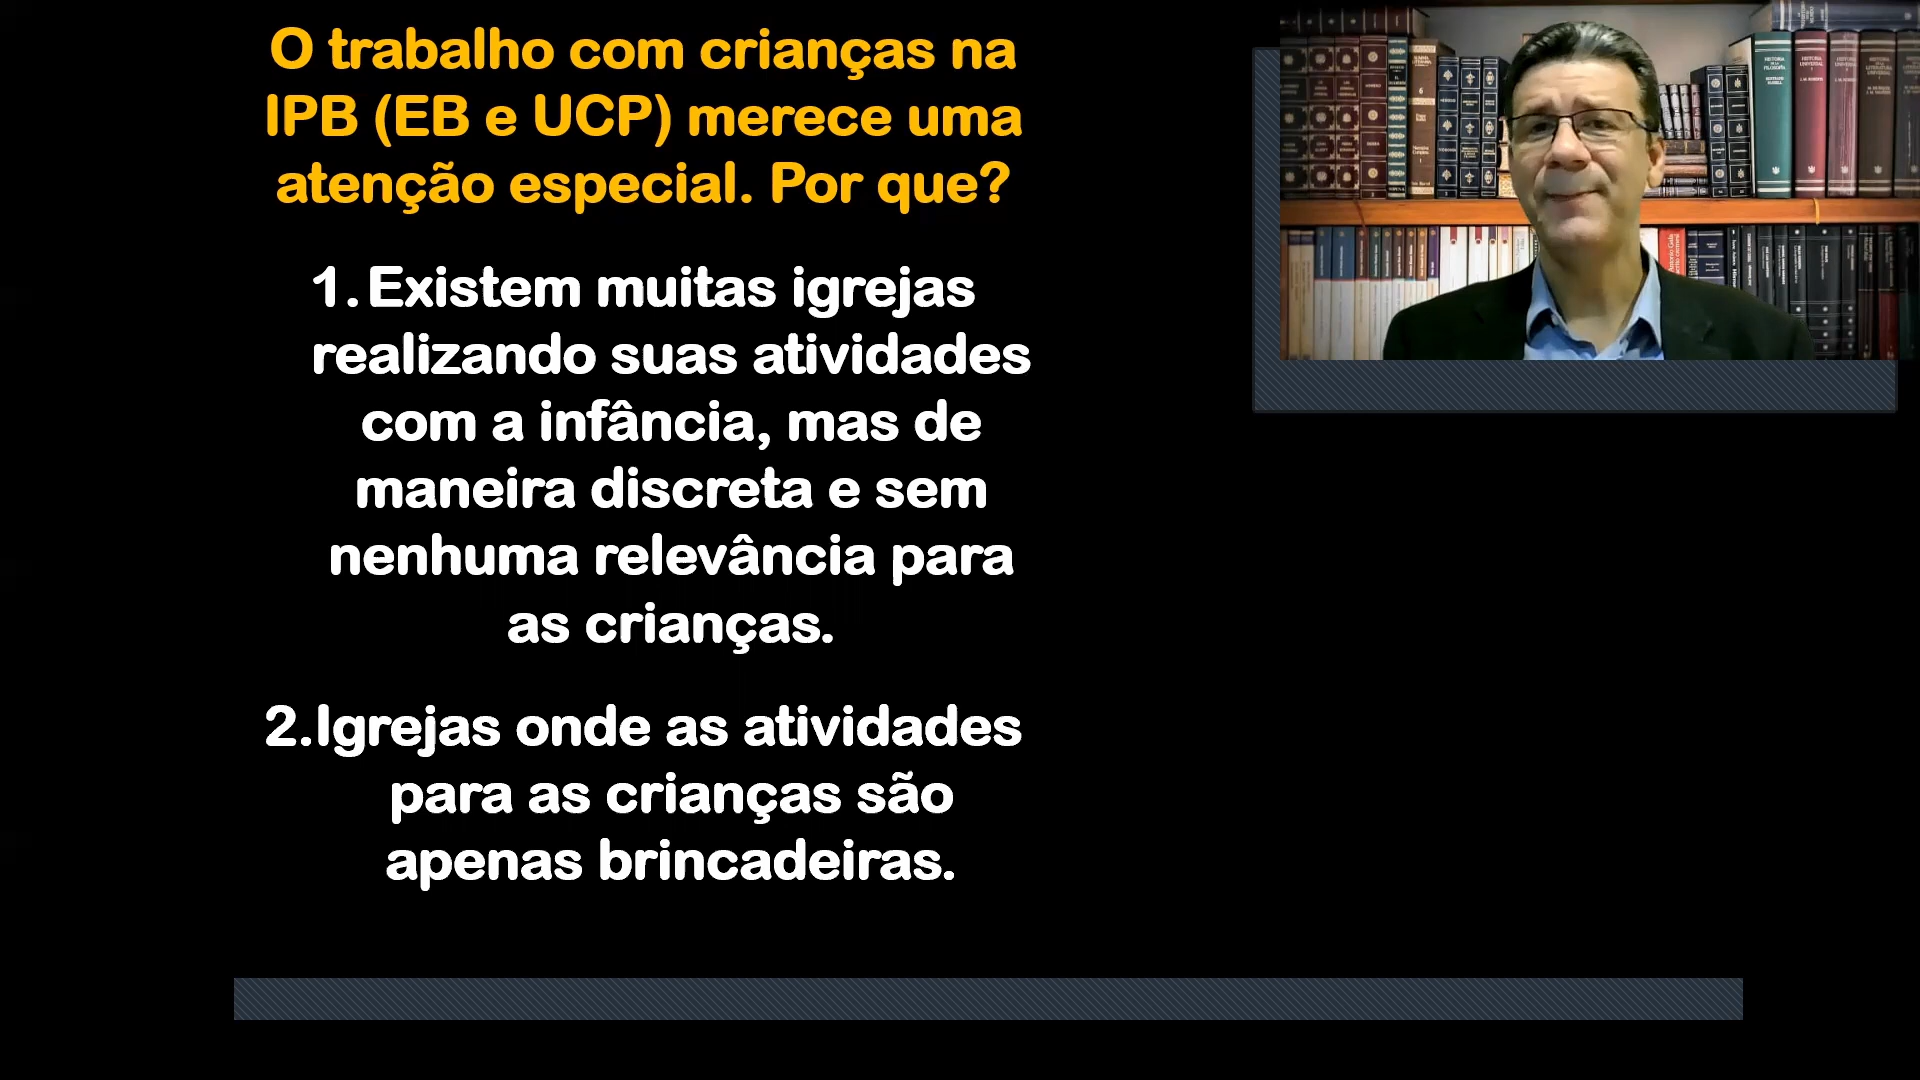 O trabalho com crianças na
IPB (EB e UCP) merece uma
atenção especial. Por que?
1. Existem muitas igrejas
realizando suas atividades
com a infância, mas de
maneira discreta e sem
nenhuma relevância para
as crianças.
2.Igrejas onde as atividades
para as crianças são
apenas brincadeiras.